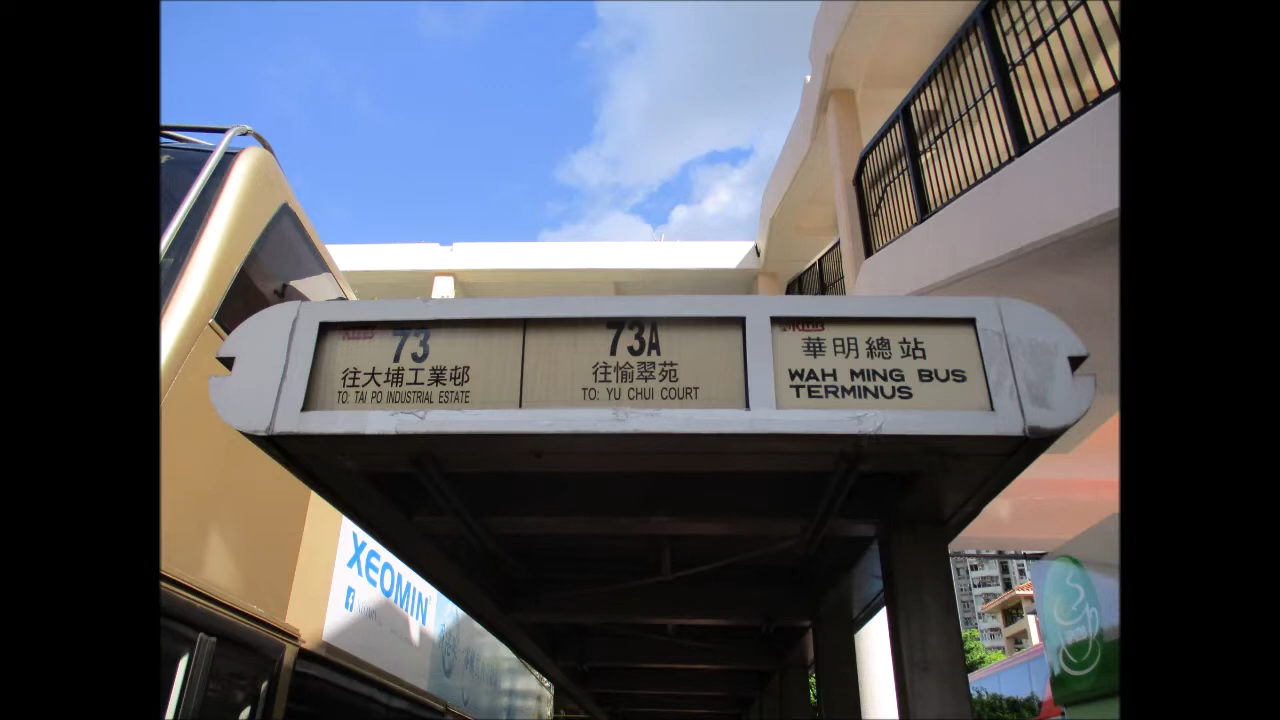 73
往大埔工業邨
TO: TAI PO INDUSTRIAL ESTATE
73A
往愉翠苑
TO: YU CHUI COURT
KMB
華明總站
WAH MING BUS
TERMINUS
XEOMIN